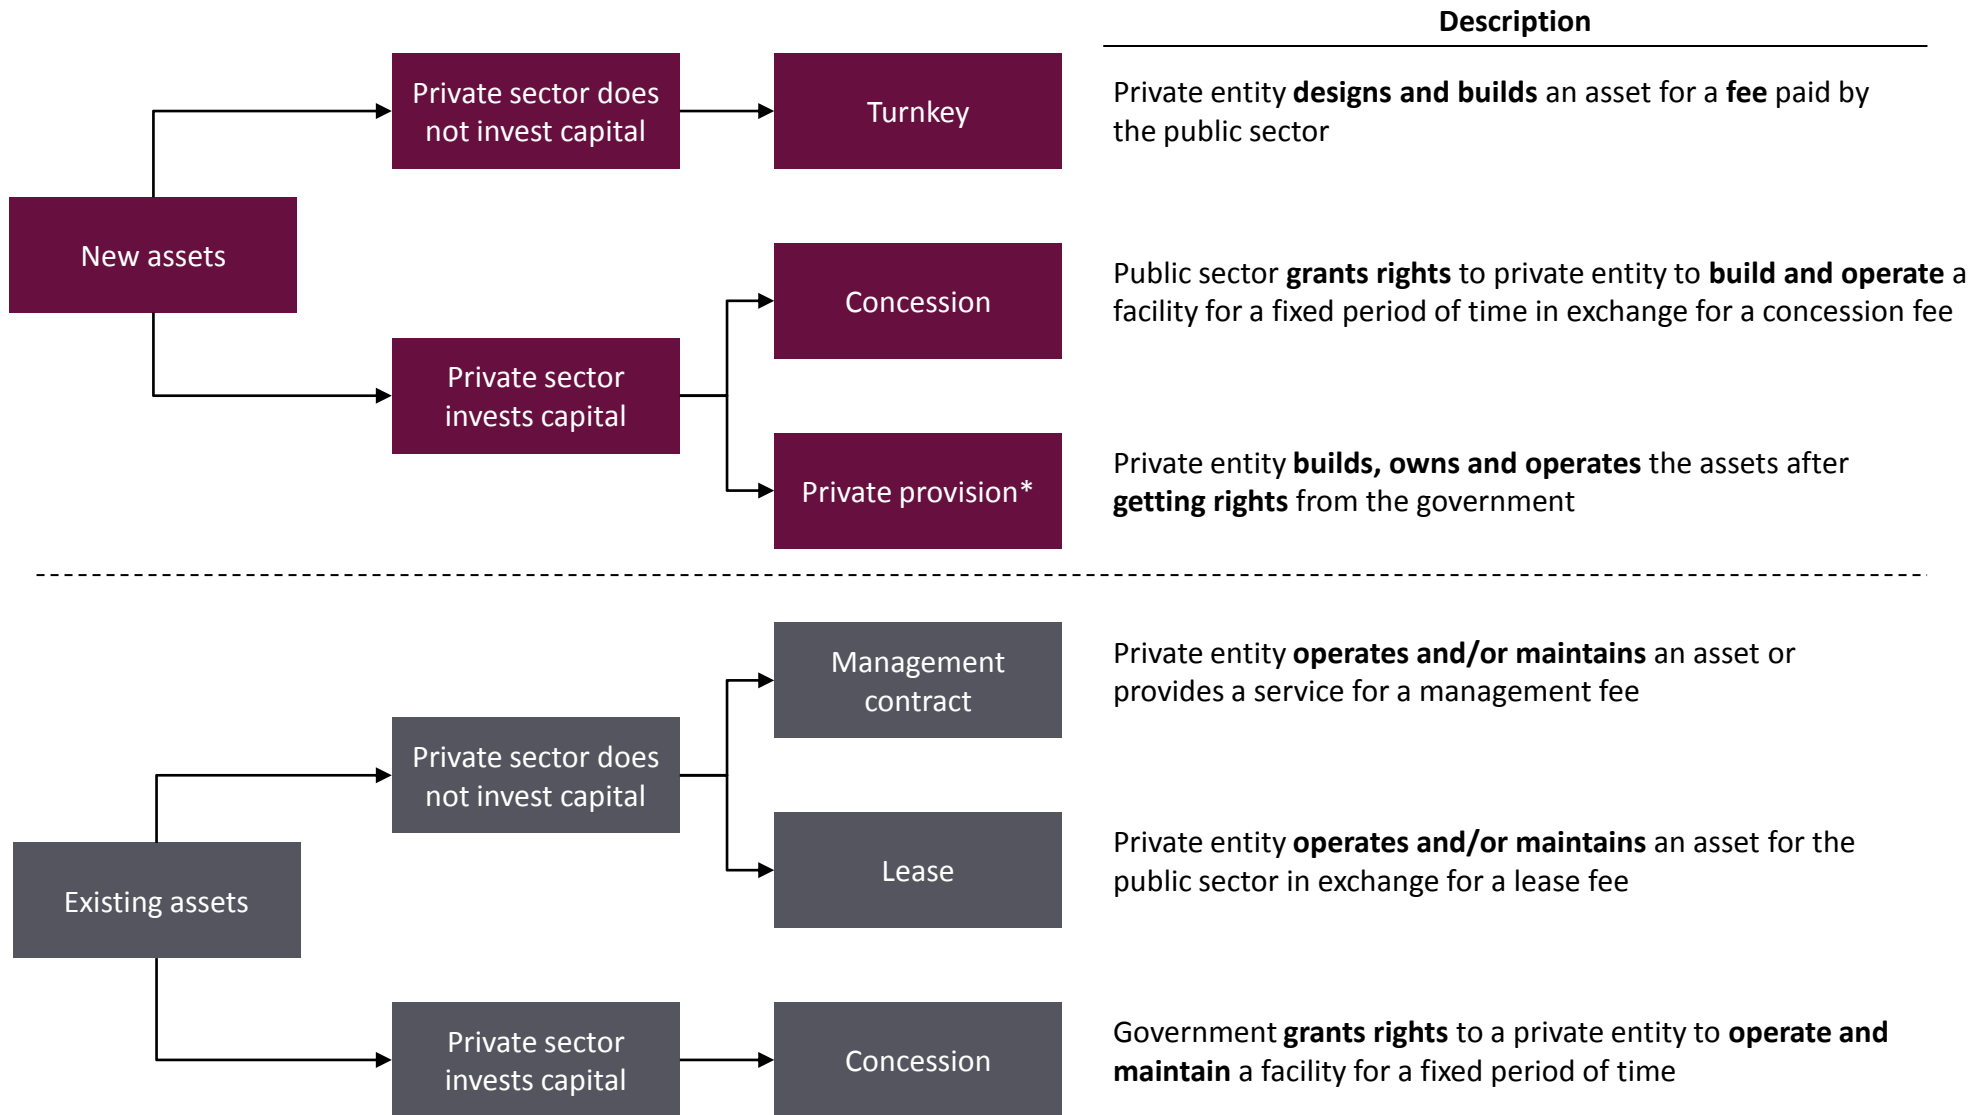 Description
Private sector does
not invest capital
Turnkey
Private entity designs and builds an asset for a fee paid by
the public sector
New assets
Concession
Public sector grants rights to private entity to build and operate a
facility for a fixed period of time in exchange for a concession fee
Private sector
invests capital
Private provision*
Private entity builds, owns and operates the assets after
getting rights from the government
Management
contract
Private entity operates and/or maintains an asset or
provides a service for a management fee
Private sector does
not invest capital
Lease
Private entity operates and/or maintains an asset for the
public sector in exchange for a lease fee
Existing assets
Private sector
invests capital
Concession
Government grants rights to a private entity to operate and
maintain a facility for a fixed period of time